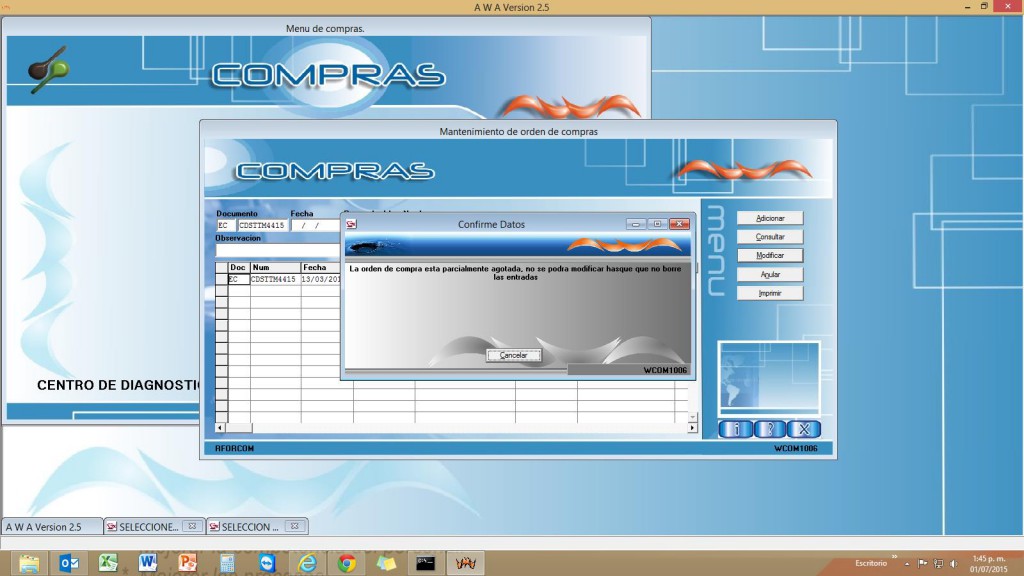 A W A Version 2.5
Menu de compras.
COMPRAS
Mantenimiento de orden de compras
COMPRAS
Documento Fecha
EC CDSTTM4415 / /
Observación
Doc Num Fecha
EC CDSTTM4415 13/03/201
Confirme Datos
La orden de compra esta parcialmente agotada, no se podra modificar hasque que no borre
las entradas
Cancelar
WCOM1006
menu
Adicionar
Consultar
Modificar
Anular
Imprimir
i ? X
CENTRO DE DIAGNOSTI
RFORCOM WCOM1006
A W A Version 2.5 SELECCIONE... SELECCION ...
Escritorio
1:45 p. m.
01/07/2015